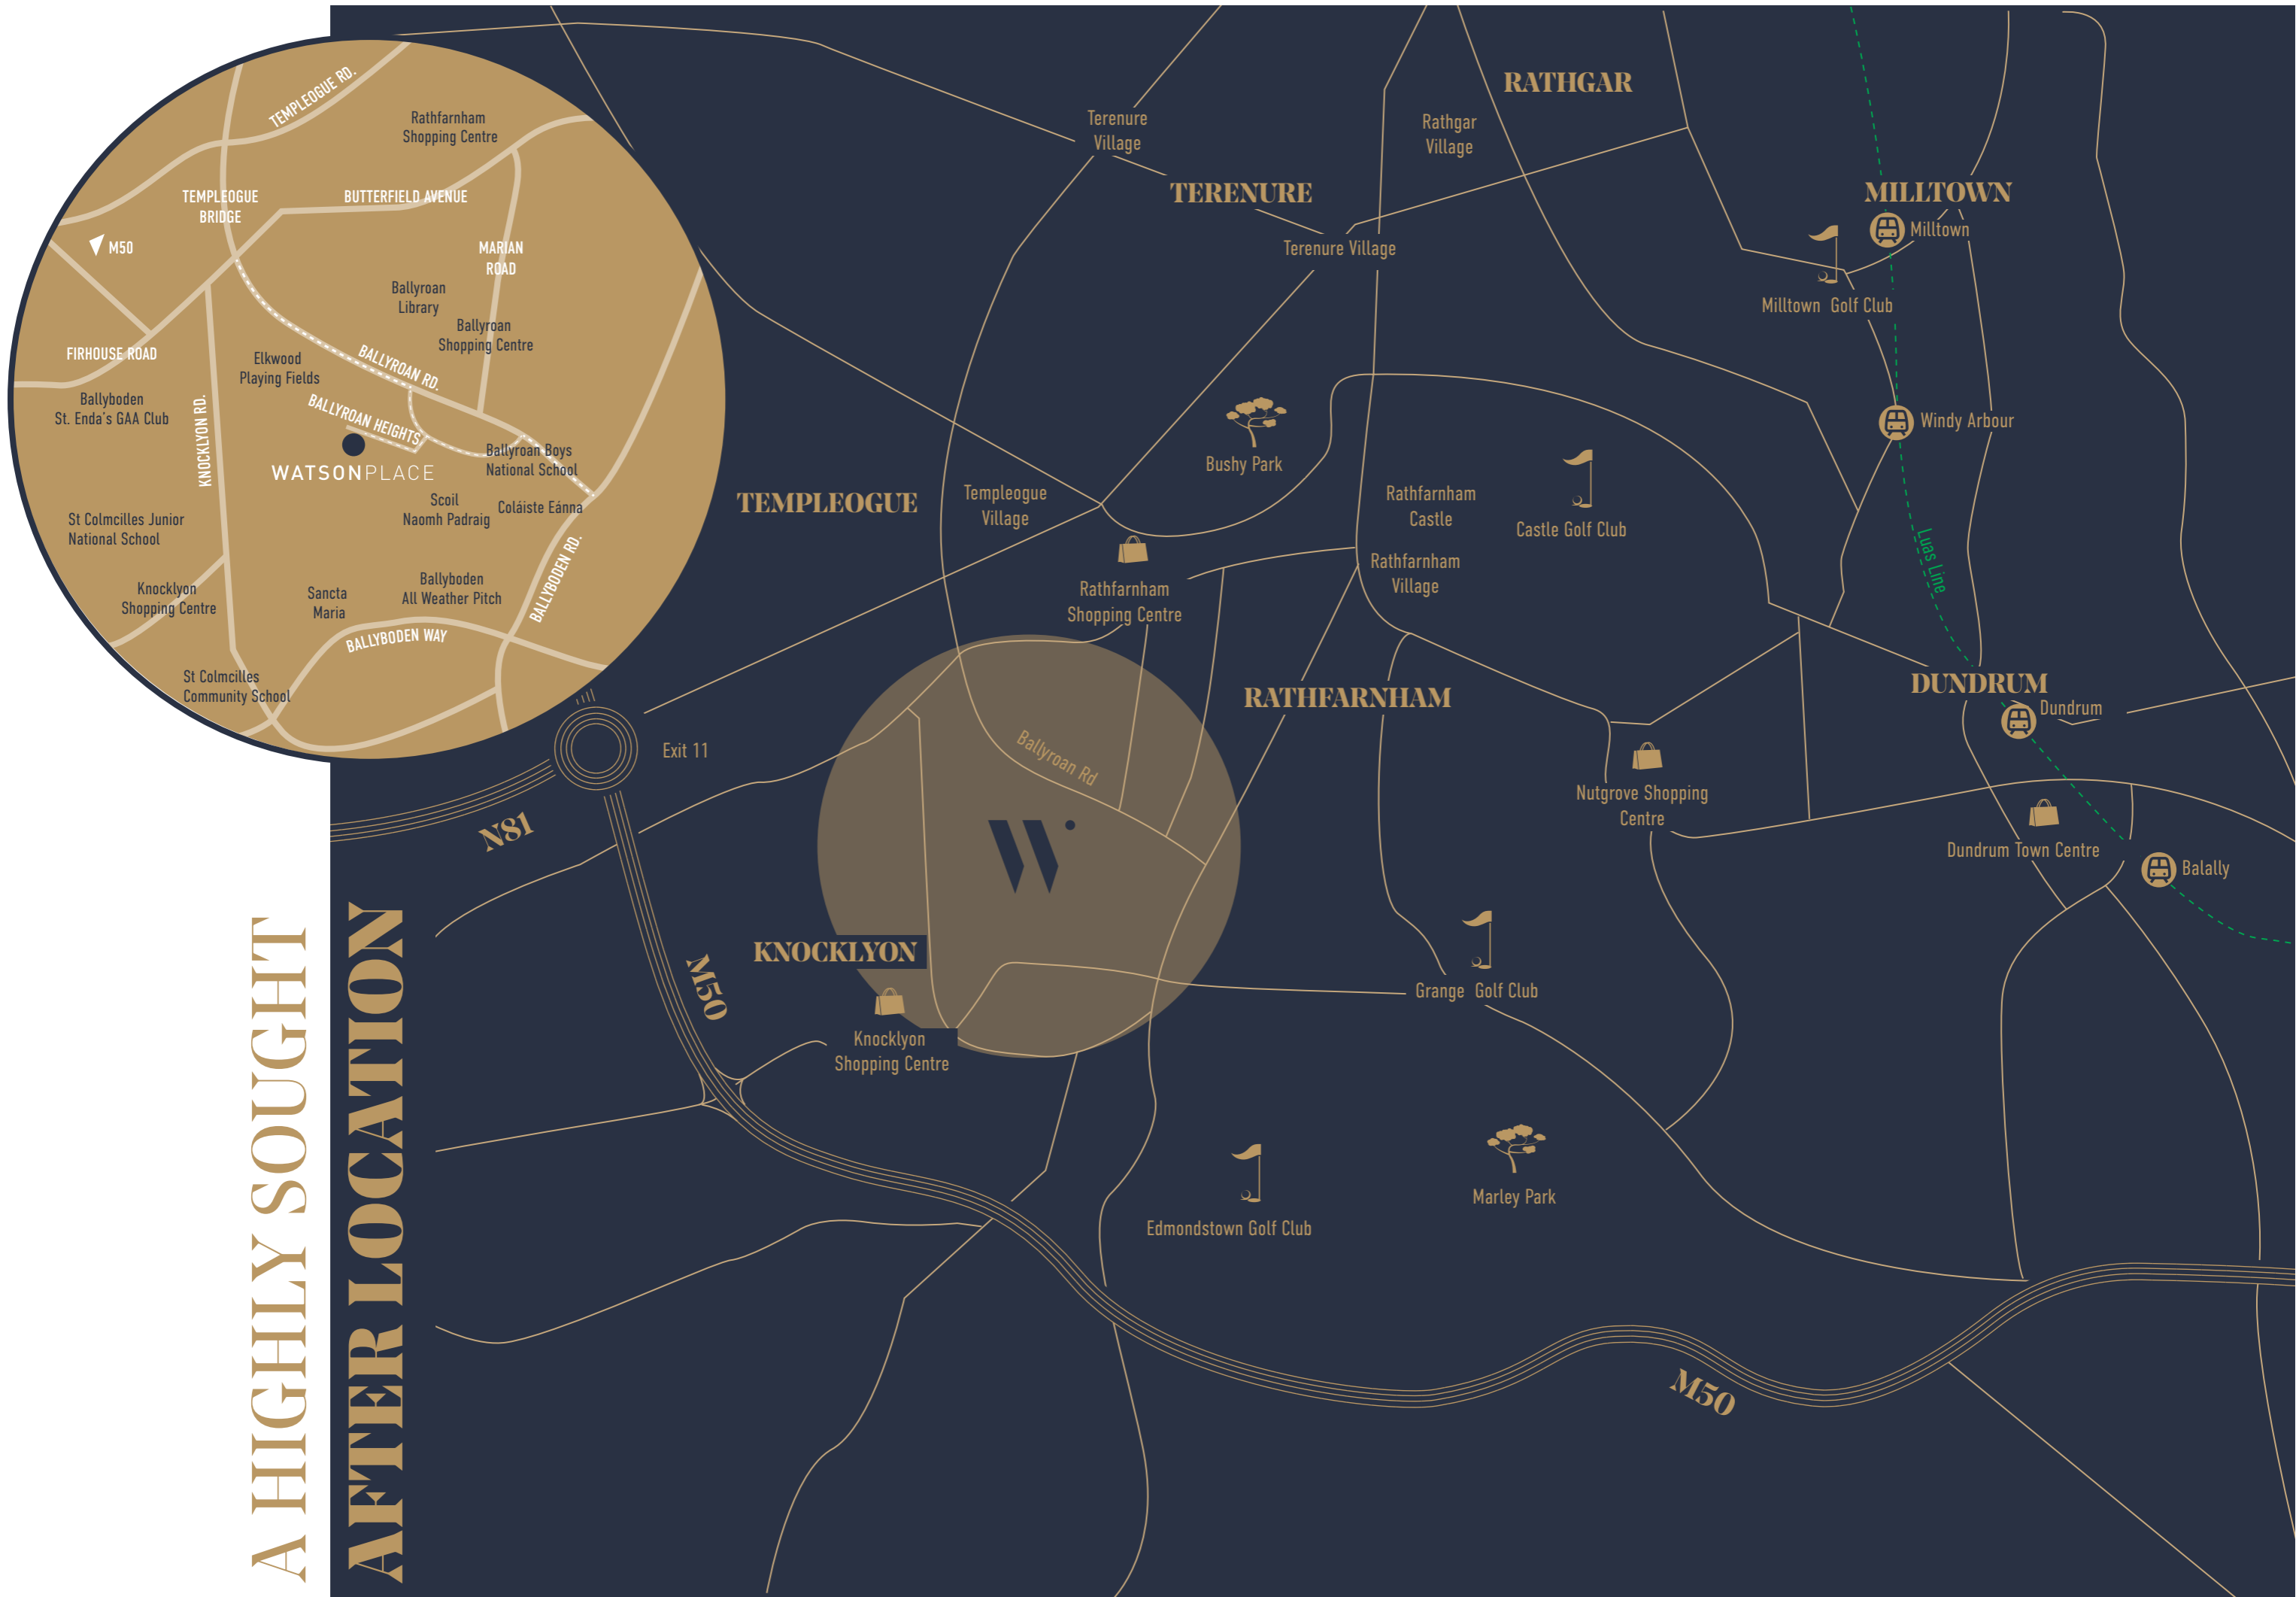 A HIGHLY SOUGHT
AFTER LOCATION
TEMPLEOGUE RD.
Rathfarnham
Shopping Centre
TEMPLEOGUE
BRIDGE
BUTTERFIELD AVENUE
M50
MARIAN
ROAD
Ballyroan
Library
Ballyroan
Shopping Centre
FIRHOUSE ROAD
Elkwood
Playing Fields
BALLYROAN RD.
Ballyboden
St. Enda's GAA Club
KNOCKLYON RD.
BALLYROAN HEIGHTS
WATSONPLACE
Ballyroan Boys
National School
Scoil
Naomh Padraig
Coláiste Eánna
St Colmcilles Junior
National School
Knocklyon
Shopping Centre
Sancta
Maria
Ballyboden
All Weather Pitch
BALLYBODEN RD.
BALLYBODEN WAY
St Colmcilles
Community School
RATHGAR
Terenure
Village
Rathgar
Village
TERENURE
MILLTOWN
Milltown
Terenure Village
Milltown  Golf Club
Windy Arbour
Bushy Park
TEMPLEOGUE
Templeogue
Village
Rathfarnham
Castle
Castle Golf Club
Luas Line
Rathfarnham
Shopping Centre
Rathfarnham
Village
RATHFARNHAM
DUNDRUM
Dundrum
Exit 11
Ballyroan Rd
N81
W
Nutgrove Shopping
Centre
Dundrum Town Centre
Balally
KNOCKLYON
M50
Grange  Golf Club
Knocklyon
Shopping Centre
Marley Park
Edmondstown Golf Club
M50